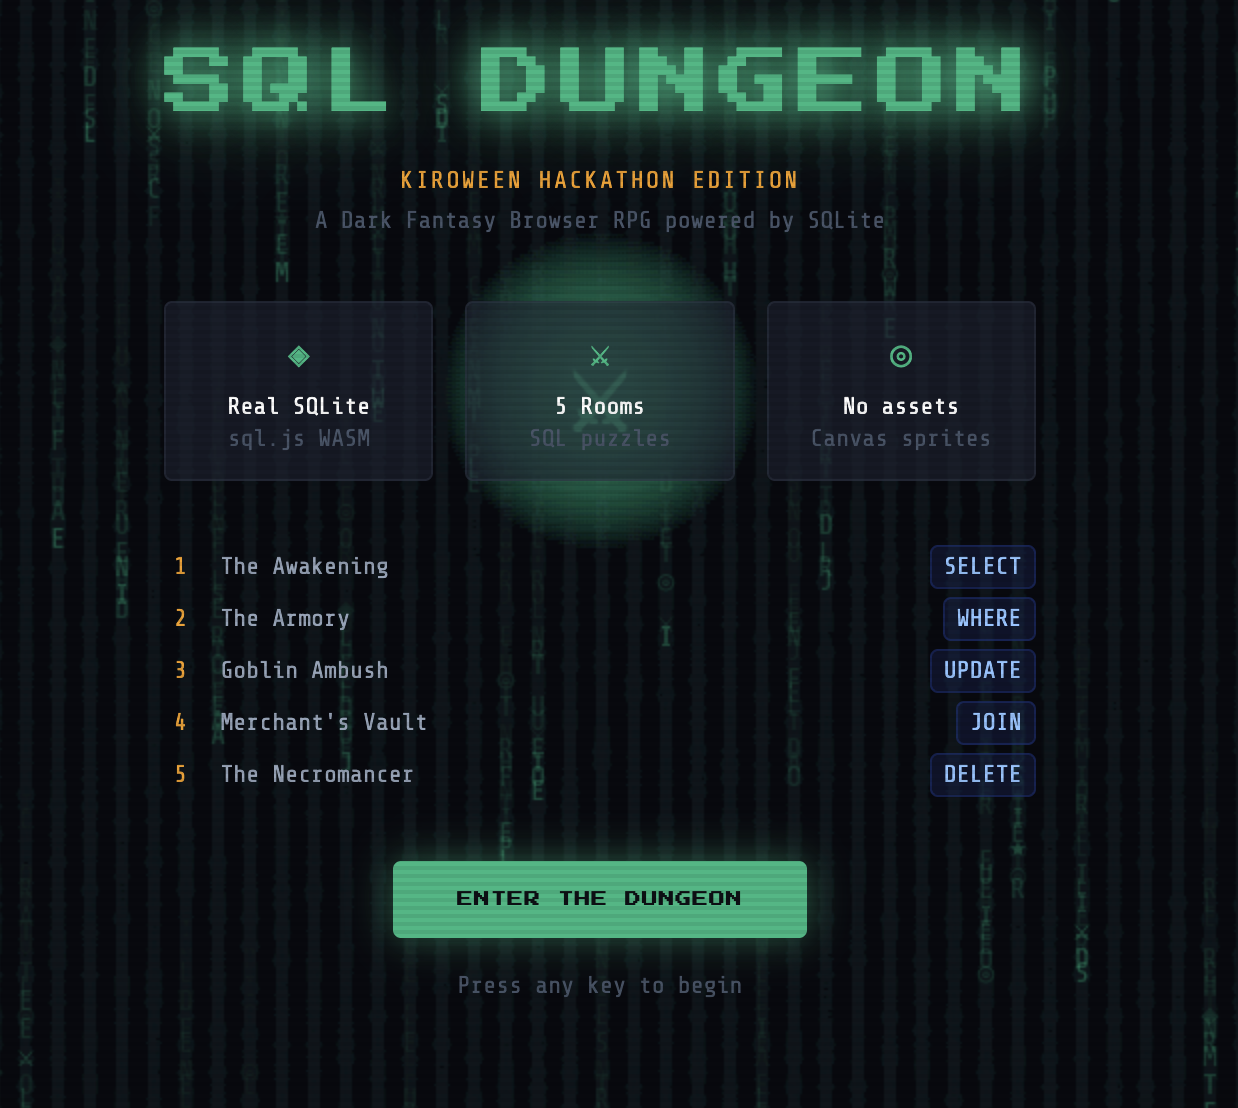 SQL DUNGEON
KIROWEEN HACKATHON EDITION
A Dark Fantasy Browser RPG powered by SQLite
Real SQLite
sql.js WASM
5 Rooms
SQL puzzles
No assets
Canvas sprites
1 The Awakening SELECT
2 The Armory WHERE
3 Goblin Ambush UPDATE
4 Merchant's Vault JOIN
5 The Necromancer DELETE
ENTER THE DUNGEON
Press any key to begin